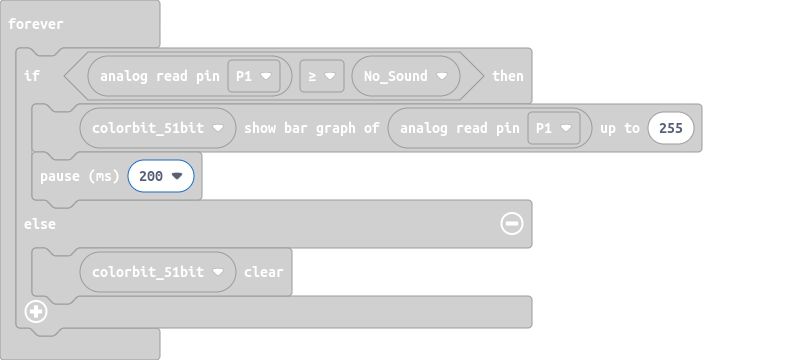 forever
if analog read pin P1 ≥ No_Sound then
colorbit_51bit show bar graph of analog read pin P1 up to 255
pause (ms) 200
else
colorbit_51bit clear